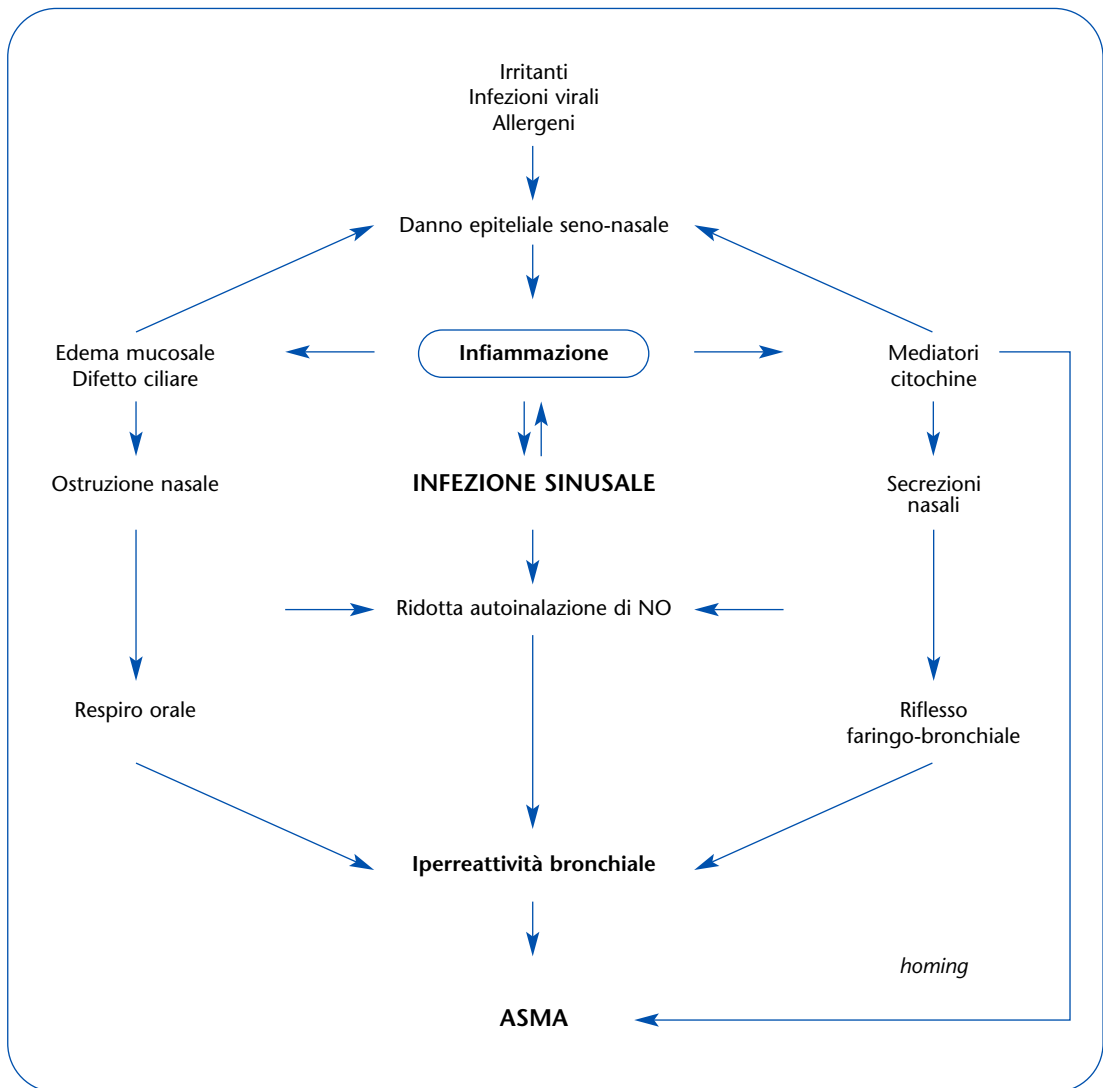 Irritanti
Infezioni virali
Allergeni
Danno epiteliale seno-nasale
Edema mucosale
Difetto ciliare
Infiammazione
Mediatori
citochine
Ostruzione nasale
INFEZIONE SINUSALE
Secrezioni
nasali
Ridotta autoinalazione di NO
Respiro orale
Riflesso
faringo-bronchiale
Iperreattività bronchiale
homing
ASMA